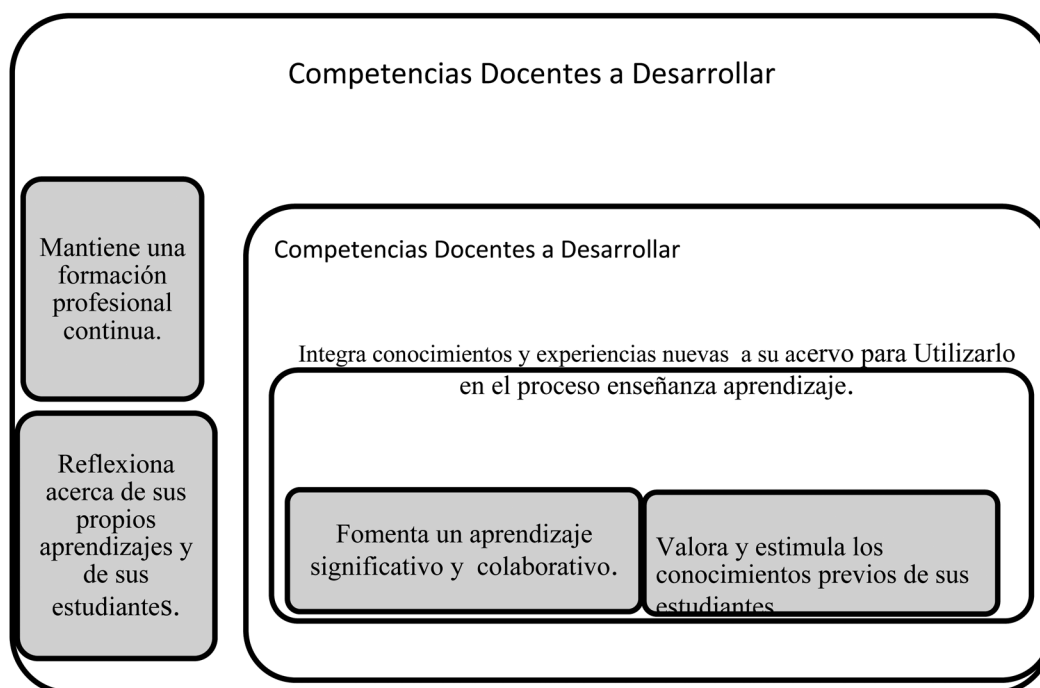 Competencias Docentes a Desarrollar
Mantiene una
formación
profesional
continua.
Reflexiona
acerca de sus
propios
aprendizajes y
de sus
estudiantes.
Competencias Docentes a Desarrollar
Integra conocimientos y experiencias nuevas a su acervo para Utilizarlo
en el proceso enseñanza aprendizaje.
Fomenta un aprendizaje
significativo y colaborativo.
Valora y estimula los
conocimientos previos de sus
estudiantes